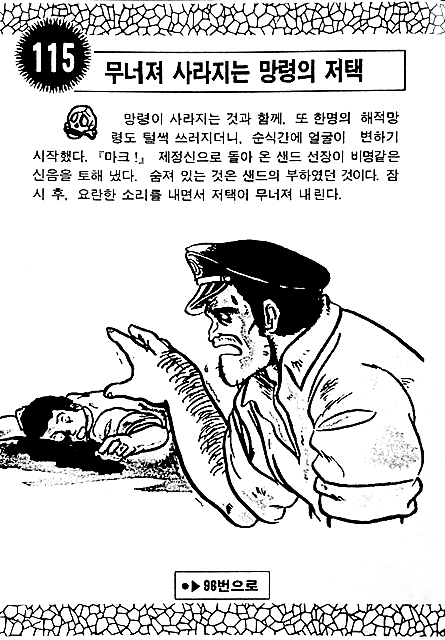 115
무너져 사라지는 망령의 저택
망령이 사라지는 것과 함께, 또 한명의 해적망
령도 털썩 쓰러지더니, 순식간에 얼굴이 변하기
시작했다. 『마크!』 제정신으로 돌아 온 샌드 선장이 비명같은
신음을 토해 냈다. 숨져 있는 것은 샌드의 부하였던 것이다. 잠
시 후, 요란한 소리를 내면서 저택이 무너져 내린다.
●▶96번으로